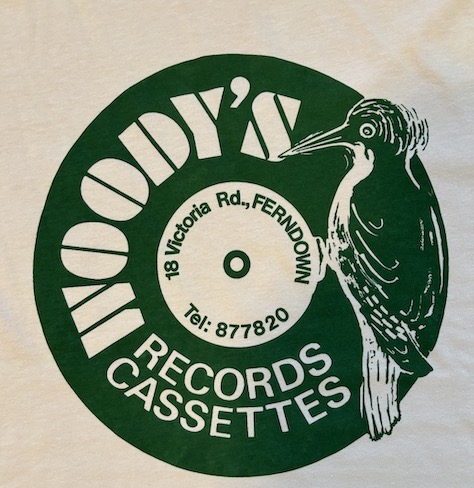 WOODY'S
18 Victoria Rd., FERNDOWN
Tel: 877820
RECORDS
CASSETTES